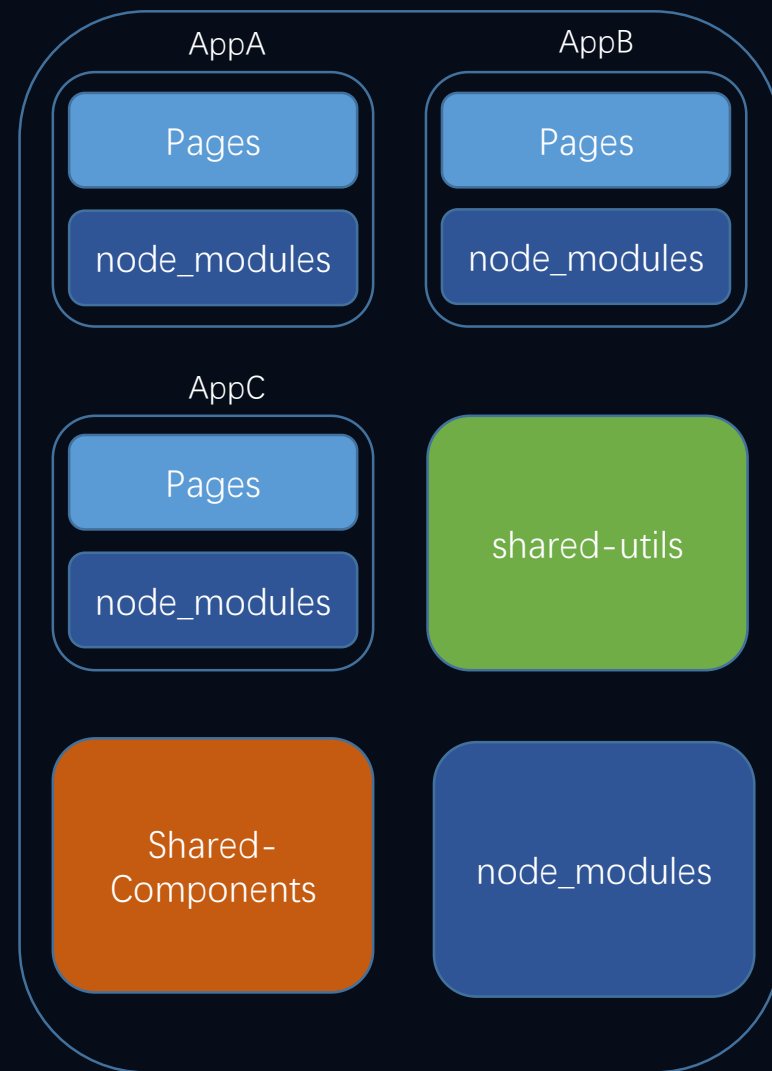 AppA
Pages
node_modules
AppB
Pages
node_modules
AppC
Pages
node_modules
shared-utils
Shared-
Components
node_modules